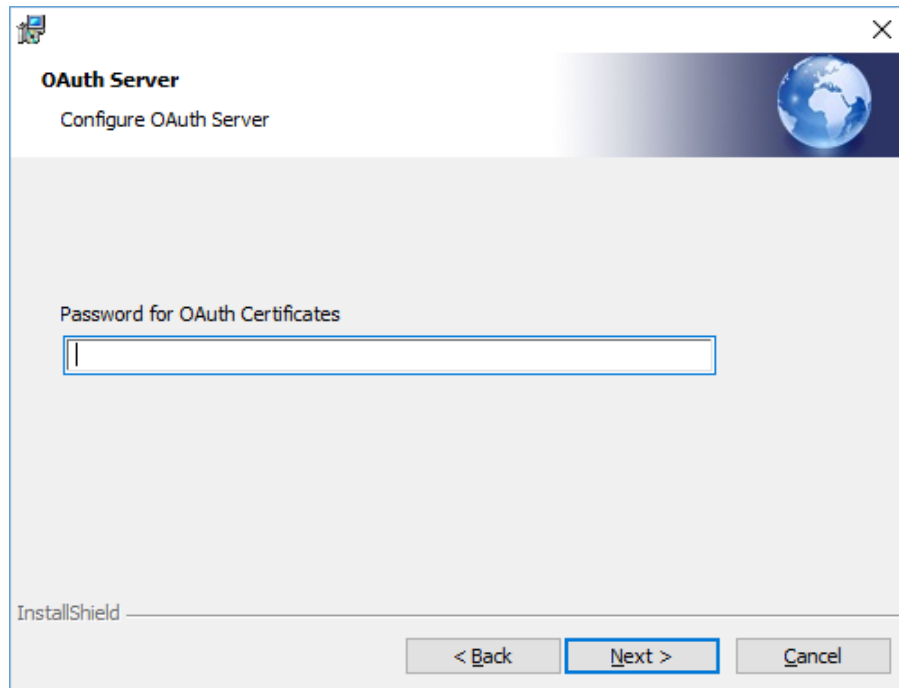 OAuth Server
Configure OAuth Server
Password for OAuth Certificates
InstallShield
< Back
Next >
Cancel